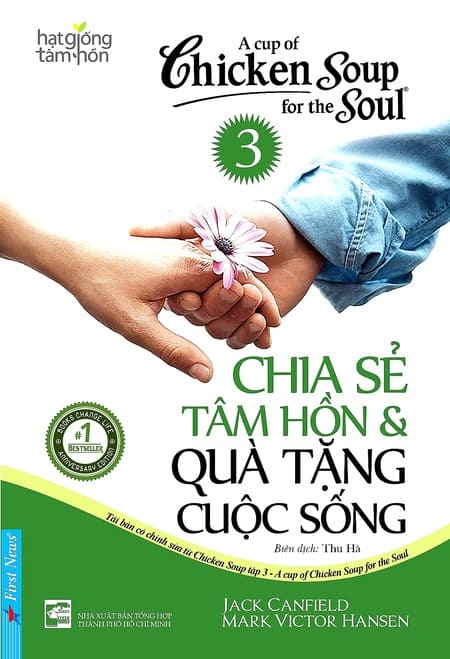 hạt giống
tâm hồn
A cup of
Chicken Soup
for the Soul®
3
CHIA SẺ
TÂM HỒN &
QUÀ TẶNG
CUỘC SỐNG
BOOKS CHANGE LIFE
#1
BESTSELLER
ANNIVERSARY EDITION
Biên dịch: Thu Hà
Tái bản có chỉnh sửa từ Chicken Soup tập 3 - A cup of Chicken Soup for the Soul
First News®
NHÀ XUẤT BẢN TỔNG HỢP
THÀNH PHỐ HỒ CHÍ MINH
JACK CANFIELD
MARK VICTOR HANSEN